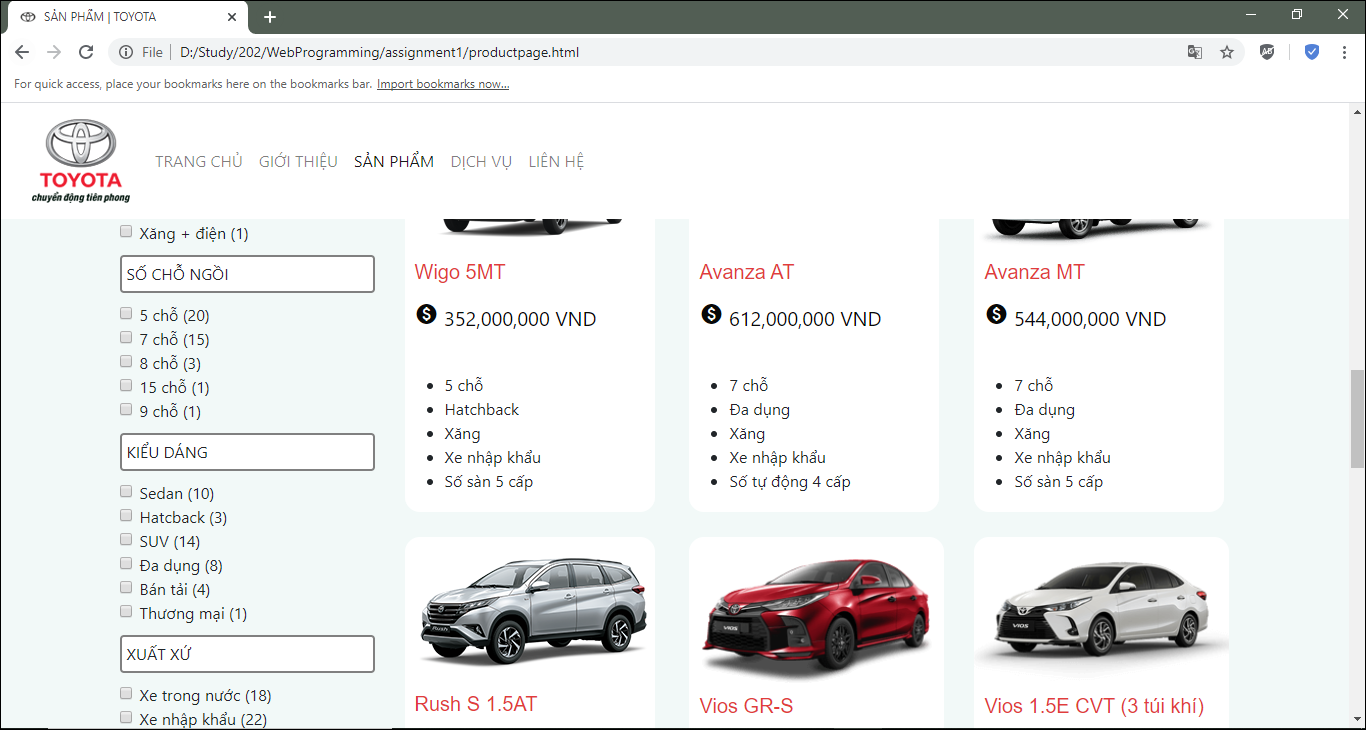 SẢN PHẨM | TOYOTA
File
D:/Study/202/WebProgramming/assignment1/productpage.html
For quick access, place your bookmarks here on the bookmarks bar. Import bookmarks now...
TOYOTA
chuyển động tiên phong
TRANG CHỦ GIỚI THIỆU SẢN PHẨM DỊCH VỤ LIÊN HỆ
Xăng + điện (1)
SỐ CHỖ NGỒI
5 chỗ (20)
7 chỗ (15)
8 chỗ (3)
15 chỗ (1)
9 chỗ (1)
KIỂU DÁNG
Sedan (10)
Hatcback (3)
SUV (14)
Đa dụng (8)
Bán tải (4)
Thương mại (1)
XUẤT XỨ
Xe trong nước (18)
Xe nhập khẩu (22)
Wigo 5MT
352,000,000 VND
5 chỗ
Hatchback
Xăng
Xe nhập khẩu
Số sàn 5 cấp
Avanza AT
612,000,000 VND
7 chỗ
Đa dụng
Xăng
Xe nhập khẩu
Số tự động 4 cấp
Avanza MT
544,000,000 VND
7 chỗ
Đa dụng
Xăng
Xe nhập khẩu
Số sàn 5 cấp
Rush
Rush S 1.5AT
VIOS
Vios GR-S
VIOS
Vios 1.5E CVT (3 túi khí)